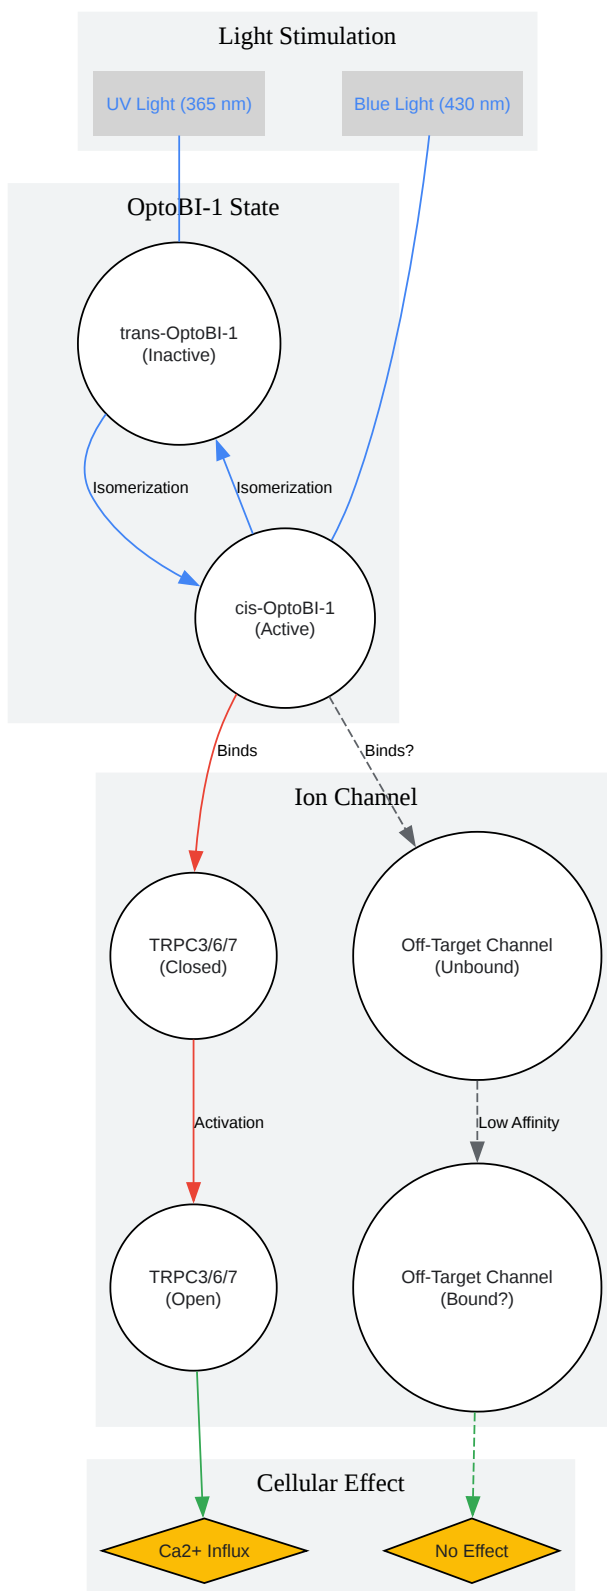 Light Stimulation
UV Light (365 nm)
Blue Light (430 nm)
OptoBI-1 State
trans-OptoBI-1
(Inactive)
Isomerization
Isomerization
cis-OptoBI-1
(Active)
Binds
Binds?
Ion Channel
TRPC3/6/7
(Closed)
Off-Target Channel
(Unbound)
Activation
Low Affinity
TRPC3/6/7
(Open)
Off-Target Channel
(Bound?)
Cellular Effect
Ca2+ Influx
No Effect